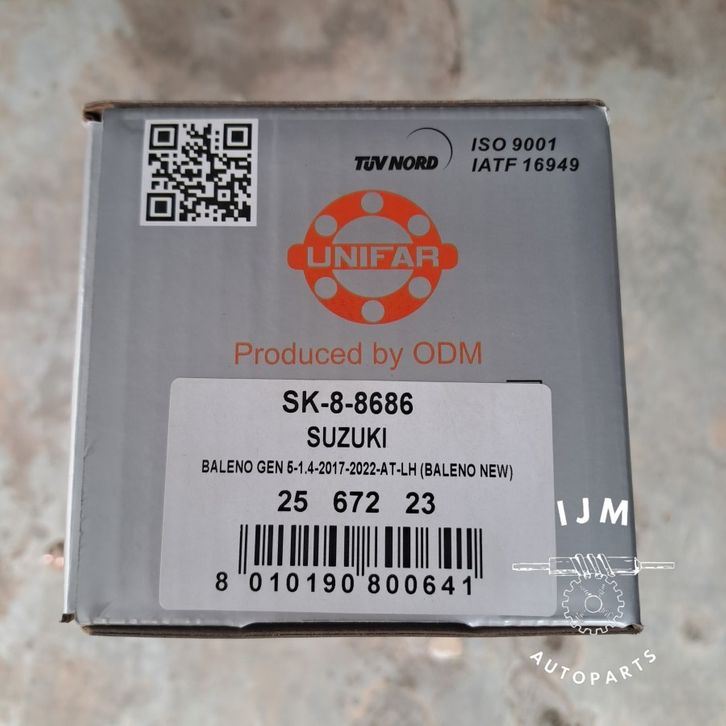 TÜV NORD
ISO 9001
IATF 16949
UNIFAR
Produced by ODM
SK-8-8686
SUZUKI
BALENO GEN 5-1.4-2017-2022-AT-LH (BALENO NEW)
25 672 23
8 010190 800641
IJM
AUTOPARTS